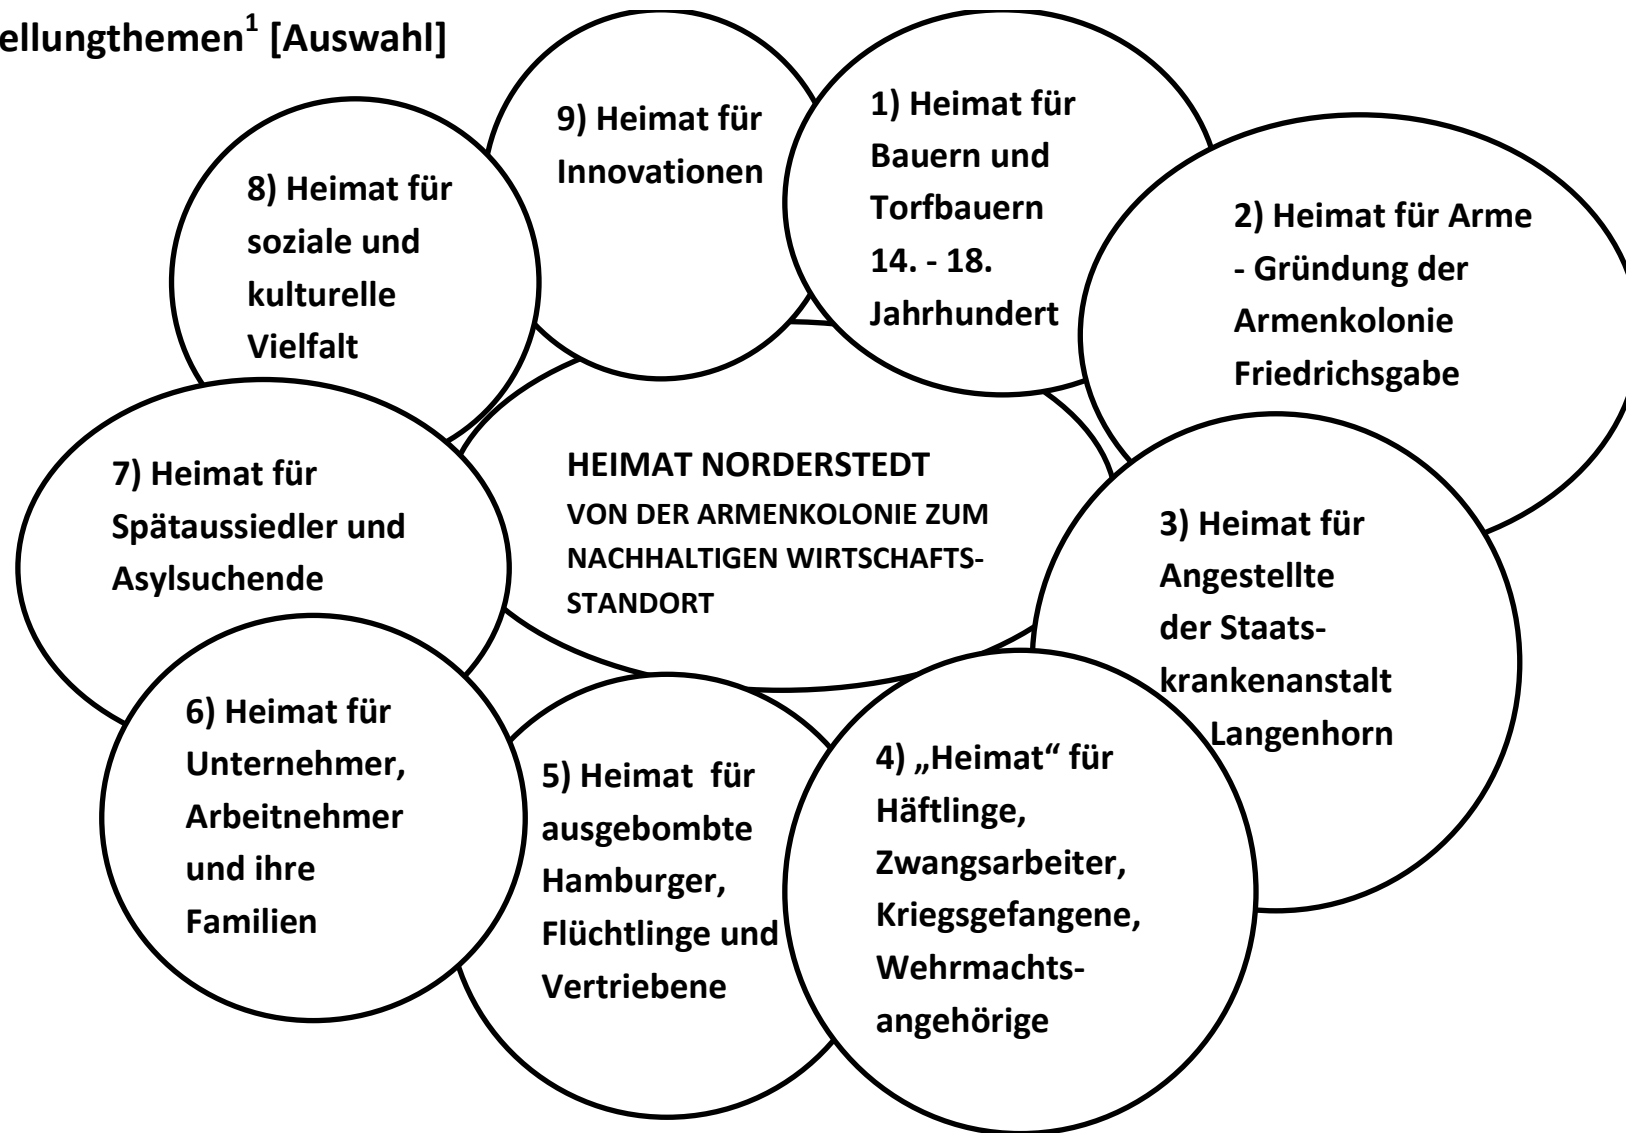 ellungthemen¹ [Auswahl]
HEIMAT NORDERSTEDT
VON DER ARMENKOLONIE ZUM
NACHHALTIGEN WIRTSCHAFTS-
STANDORT
1) Heimat für
Bauern und
Torfbauern
14. - 18.
Jahrhundert
2) Heimat für Arme
- Gründung der
Armenkolonie
Friedrichsgabe
3) Heimat für
Angestellte
der Staats-
krankenanstalt
Langenhorn
4) „Heimat“ für
Häftlinge,
Zwangsarbeiter,
Kriegsgefangene,
Wehrmachts-
angehörige
5) Heimat  für
ausgebombte
Hamburger,
Flüchtlinge und
Vertriebene
6) Heimat für
Unternehmer,
Arbeitnehmer
und ihre
Familien
7) Heimat für
Spätaussiedler und
Asylsuchende
8) Heimat für
soziale und
kulturelle
Vielfalt
9) Heimat für
Innovationen